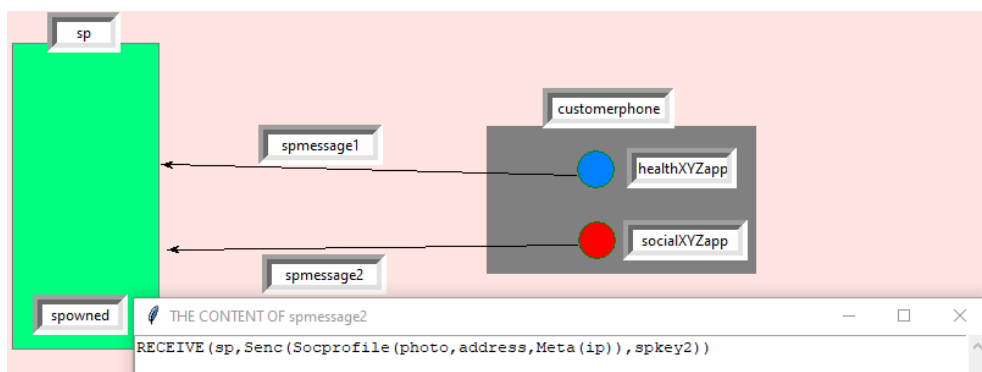 sp
customerphone
spmessage1
healthXYZapp
socialXYZapp
spmessage2
spowned
THE CONTENT OF spmessage2
RECEIVE(sp,Senc(Socprofile(photo,address,Meta(ip)),spkey2))